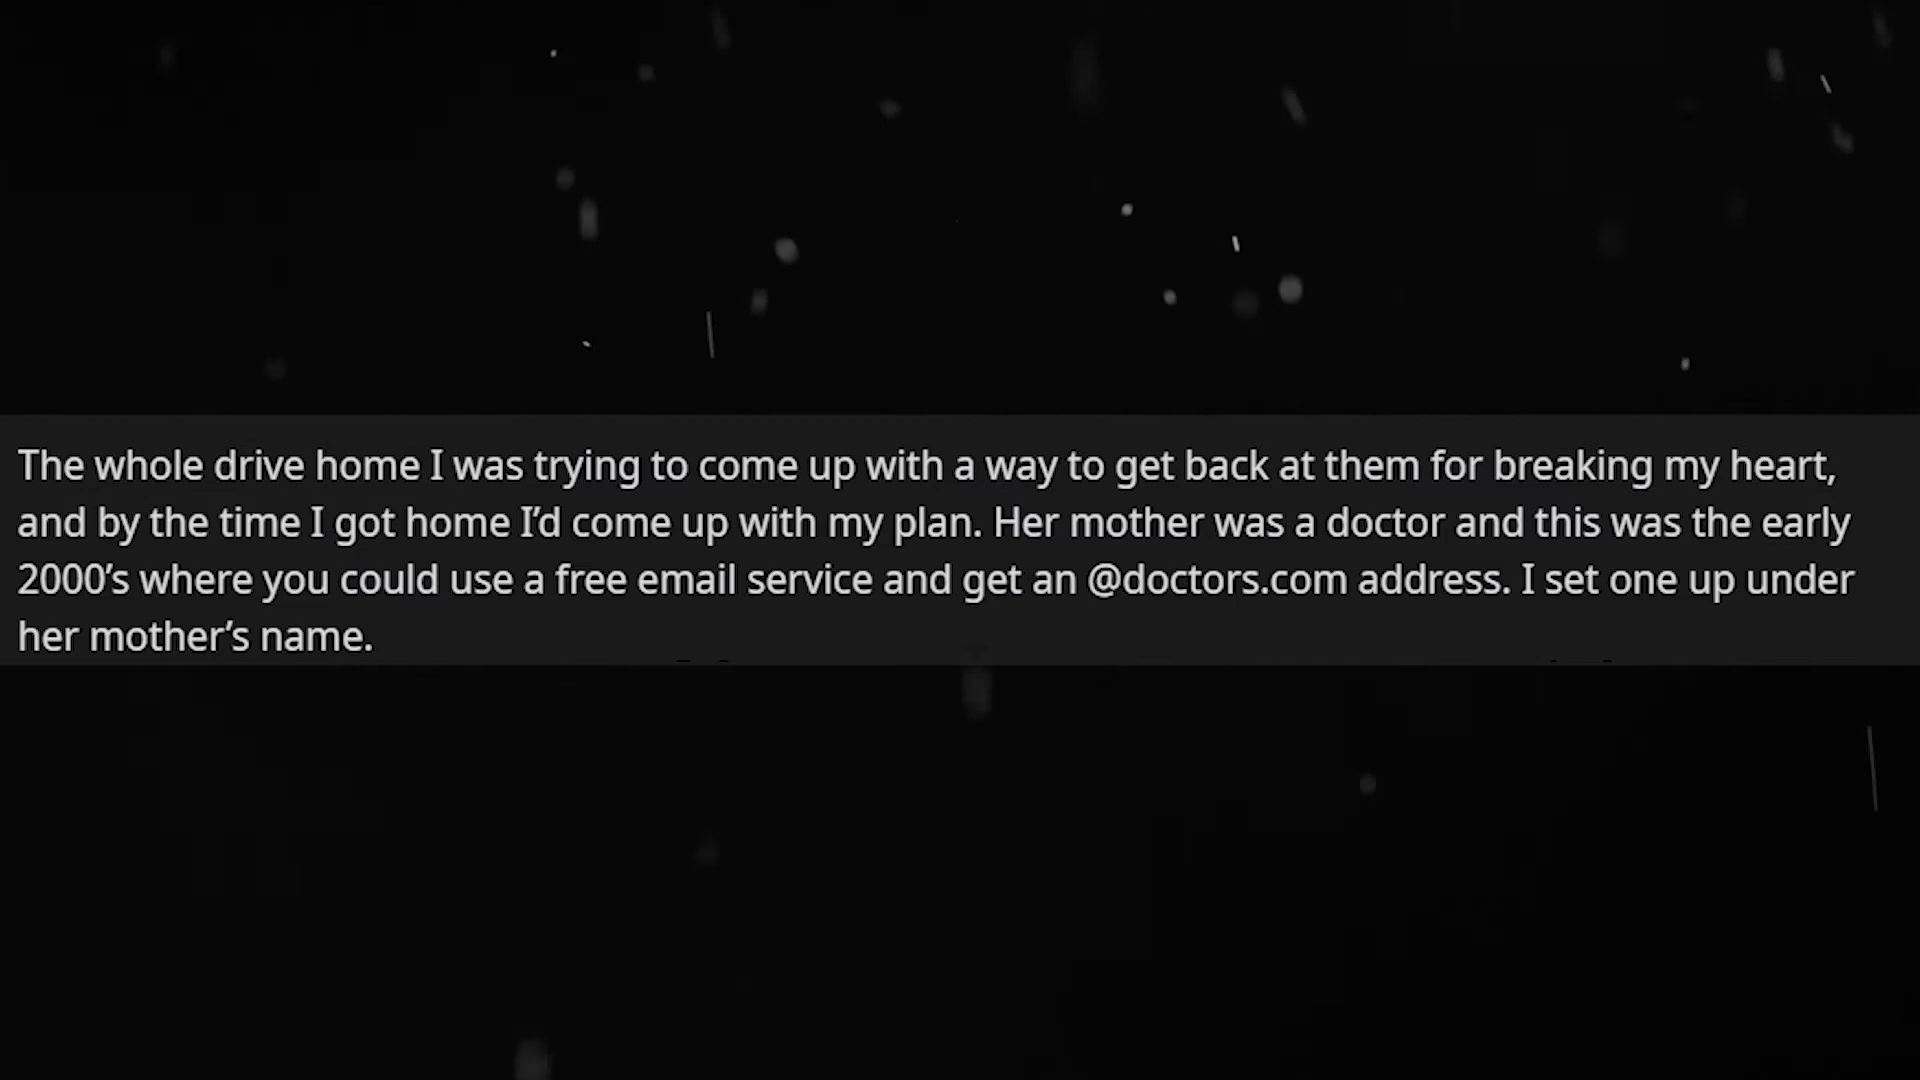 The whole drive home I was trying to come up with a way to get back at them for breaking my heart,
and by the time I got home I’d come up with my plan. Her mother was a doctor and this was the early
2000’s where you could use a free email service and get an @doctors.com address. I set one up under
her mother’s name.